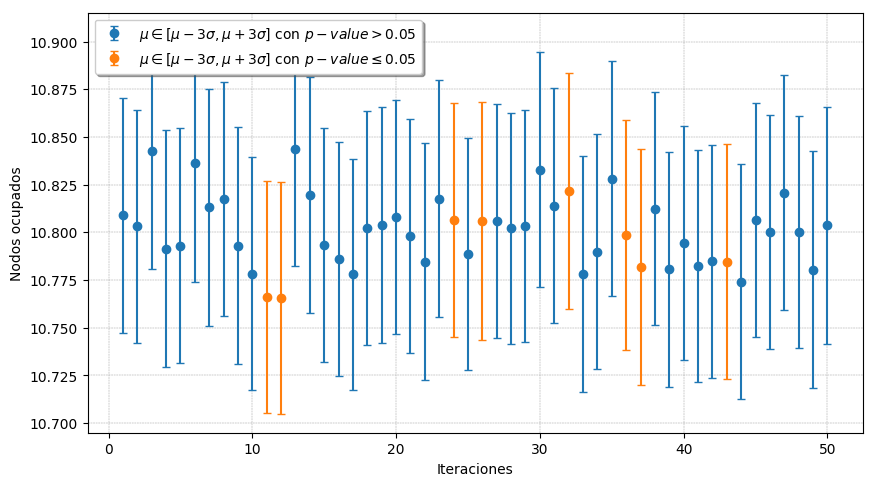 μ ∈ [μ − 3σ, μ + 3σ] con p − value > 0.05
μ ∈ [μ − 3σ, μ + 3σ] con p − value ≤ 0.05
Nodos ocupados
10.900
10.875
10.850
10.825
10.800
10.775
10.750
10.725
10.700
0 10 20 30 40 50
Iteraciones